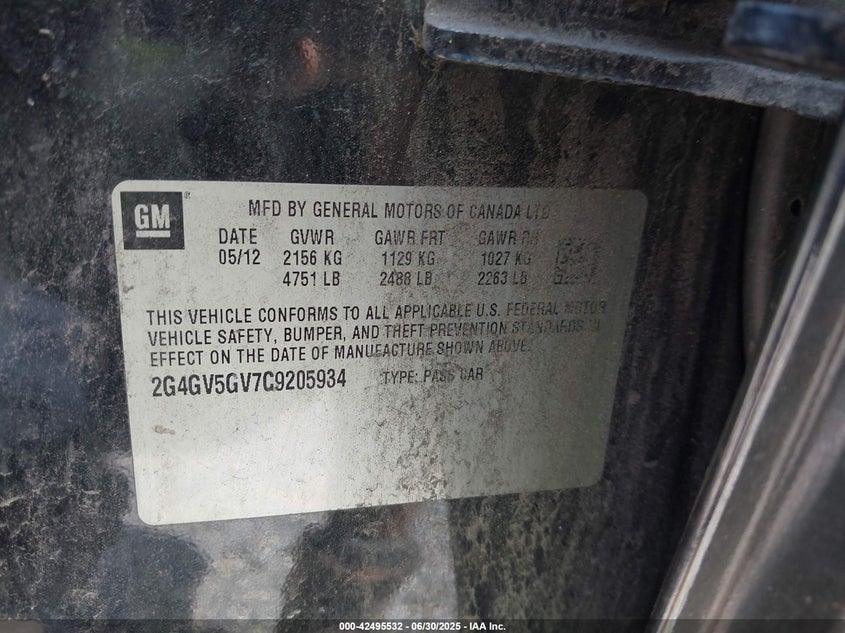 GM ®
MFD BY GENERAL MOTORS OF CANADA LTD
DATE GVWR GAWR FRT GAWR RR
05/12 2156 KG 1129 KG 1027 KG
4751 LB 2488 LB 2263 LB
THIS VEHICLE CONFORMS TO ALL APPLICABLE U.S. FEDERAL MOTOR
VEHICLE SAFETY, BUMPER, AND THEFT PREVENTION STANDARDS IN
EFFECT ON THE DATE OF MANUFACTURE SHOWN ABOVE.
2G4GV5GV7C9205934 TYPE: PASS CAR
000-42495532 - 06/30/2025 - IAA Inc.